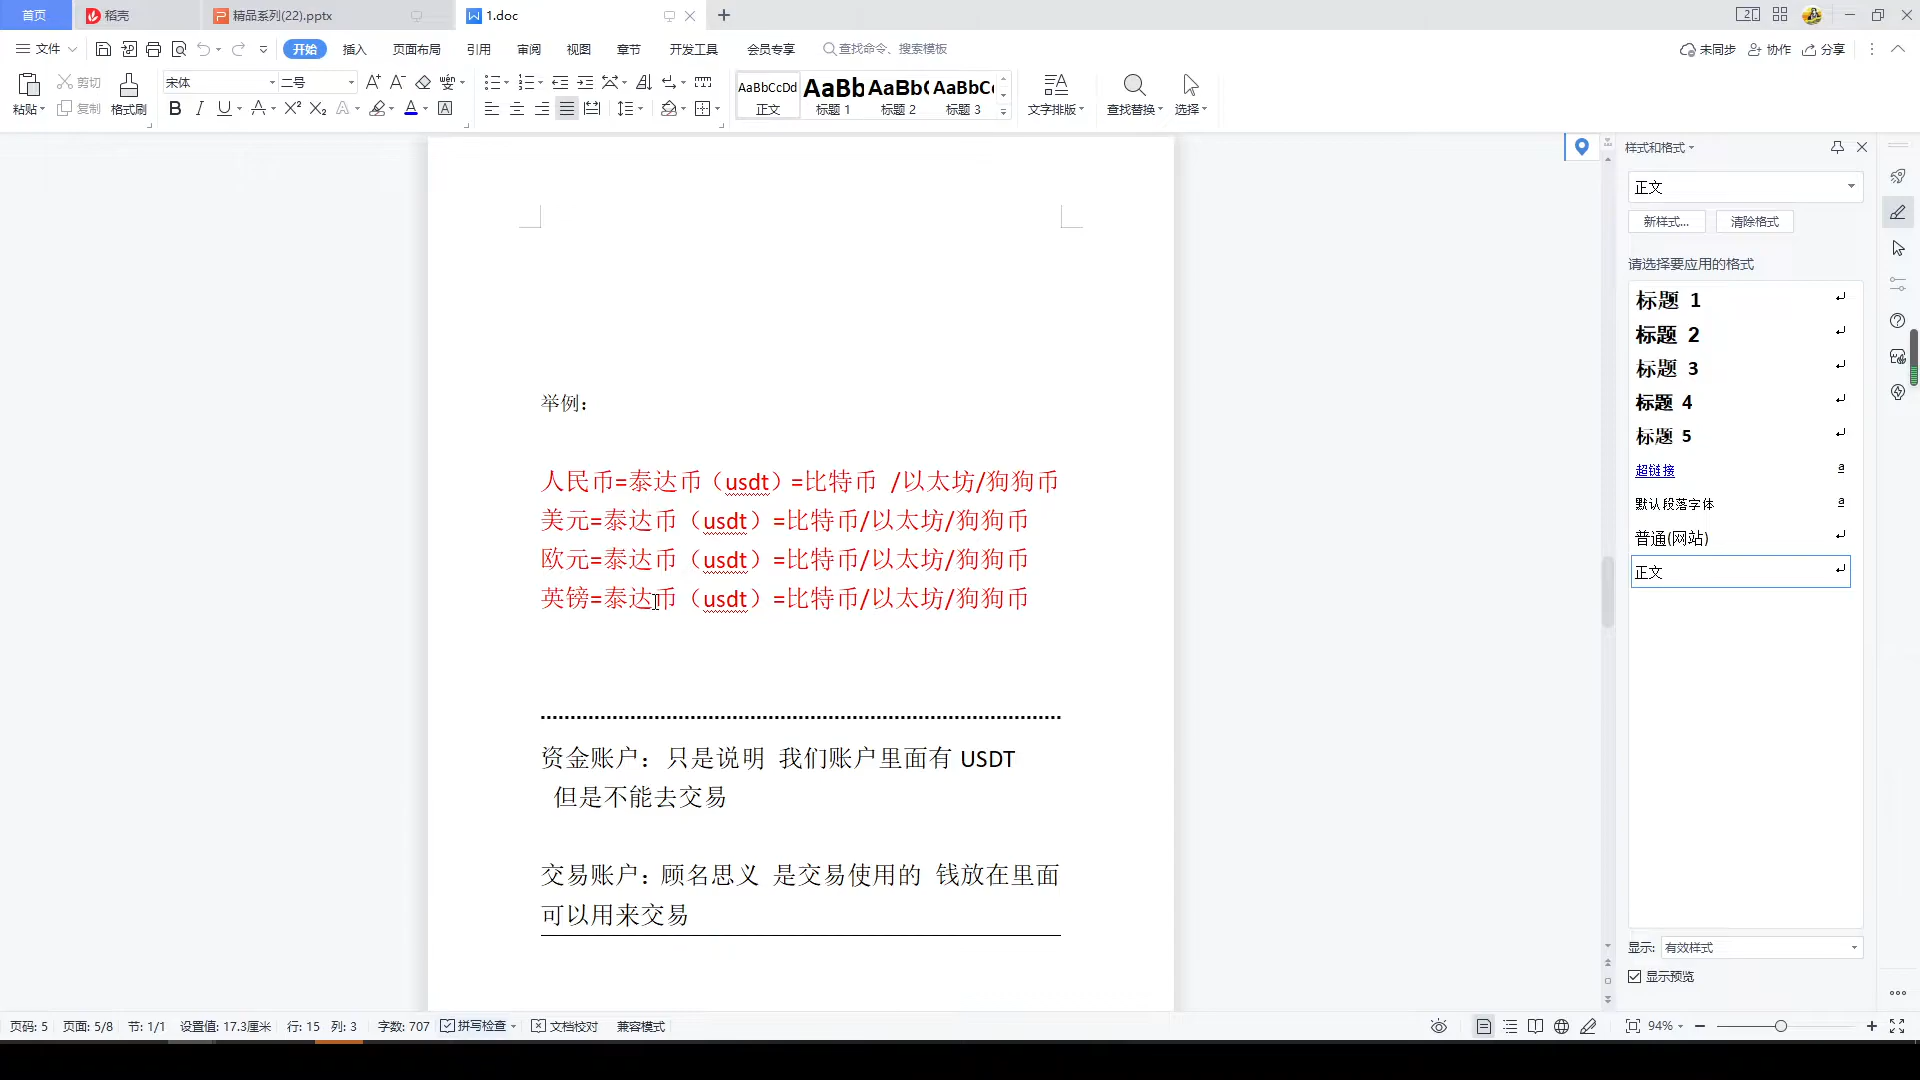 首页
稻壳
精品系列(22).pptx
1.doc
文件
开始
插入
页面布局
引用
审阅
视图
章节
开发工具
会员专享
查找命令、搜索模板
未同步
协作
分享
粘贴
剪切
复制
格式刷
宋体
二号
AaBbCcDd
正文
AaBb
标题 1
AaBb(
标题 2
AaBbC
标题 3
文字排版
查找替换
选择
举例：
人民币=泰达币（usdt）=比特币 /以太坊/狗狗币
美元=泰达币（usdt）=比特币/以太坊/狗狗币
欧元=泰达币（usdt）=比特币/以太坊/狗狗币
英镑=泰达币（usdt）=比特币/以太坊/狗狗币
资金账户：只是说明 我们账户里面有 USDT
但是不能去交易
交易账户：顾名思义 是交易使用的 钱放在里面
可以用来交易
样式和格式
正文
新样式...
清除格式
请选择要应用的格式
标题 1
标题 2
标题 3
标题 4
标题 5
超链接
默认段落字体
普通(网站)
正文
显示: 有效样式
显示预览
页码: 5 页面: 5/8 节: 1/1 设置值: 17.3厘米 行: 15 列: 3 字数: 707 拼写检查 文档校对 兼容模式
94%